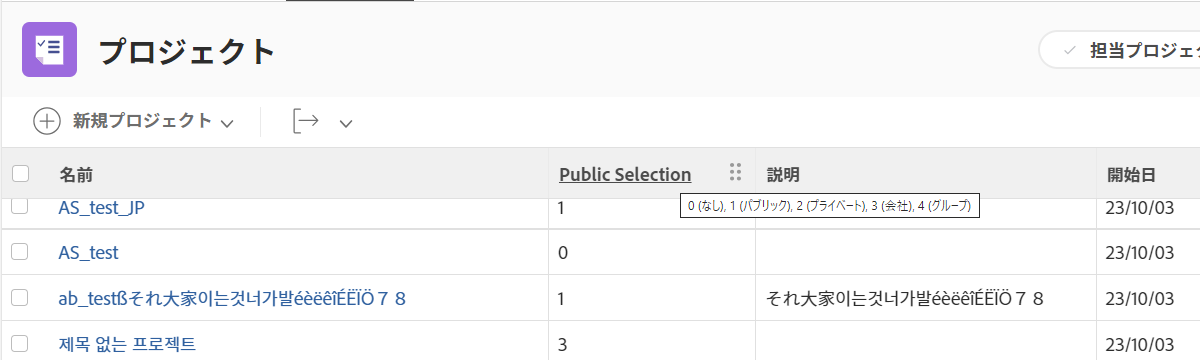 プロジェクト
担当プロジェク
新規プロジェクト
名前 Public Selection 説明 開始日
0 (なし), 1 (パブリック), 2 (プライベート), 3 (会社), 4 (グループ)
AS_test_JP 1 23/10/03
AS_test 0 23/10/03
ab_testßそれ大家이는것너가발éèëêîÉËÏÖ７８ 1 それ大家이는것너가발éèëêîÉËÏÖ７８ 23/10/03
제목 없는 프로젝트 3 23/10/03